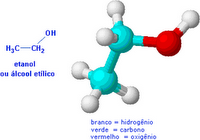 OH
H₃C—CH₂
etanol
ou álcool etílico
branco = hidrogênio
verde = carbono
vermelho = oxigênio